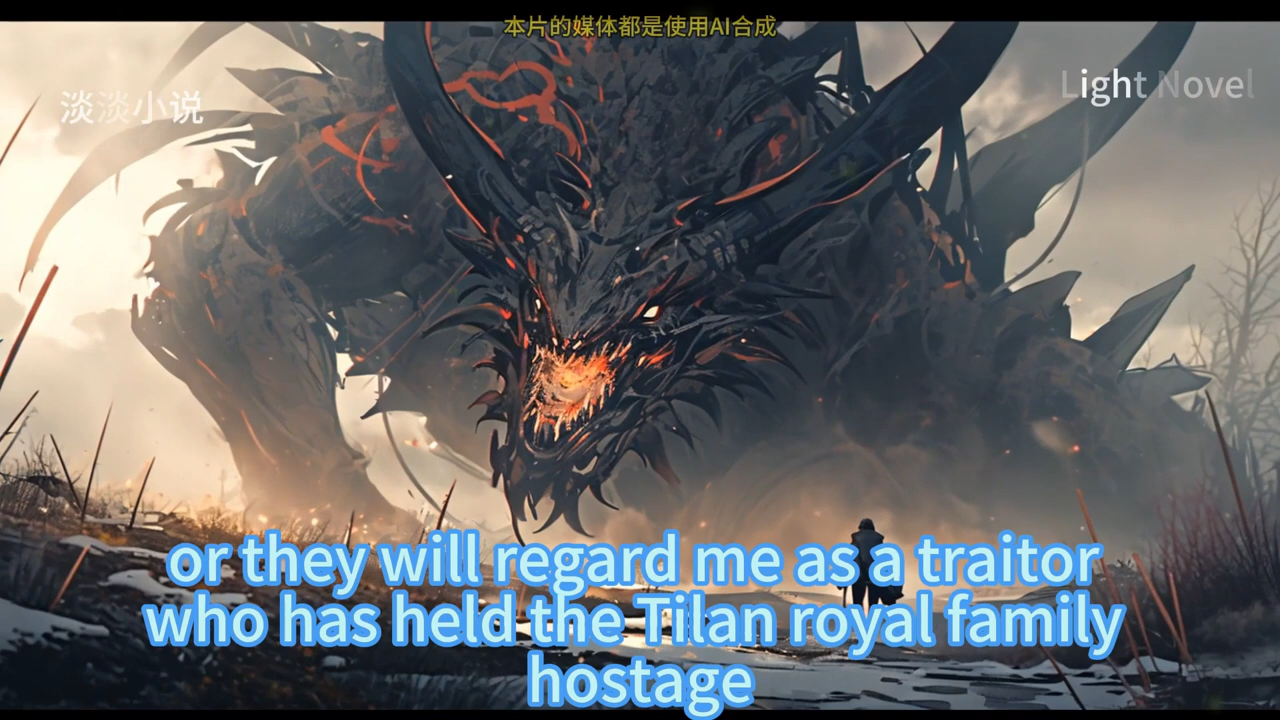 本片的媒体都是使用AI合成
淡淡小说
Light Novel
or they will regard me as a traitor
who has held the Tilan royal family
hostage